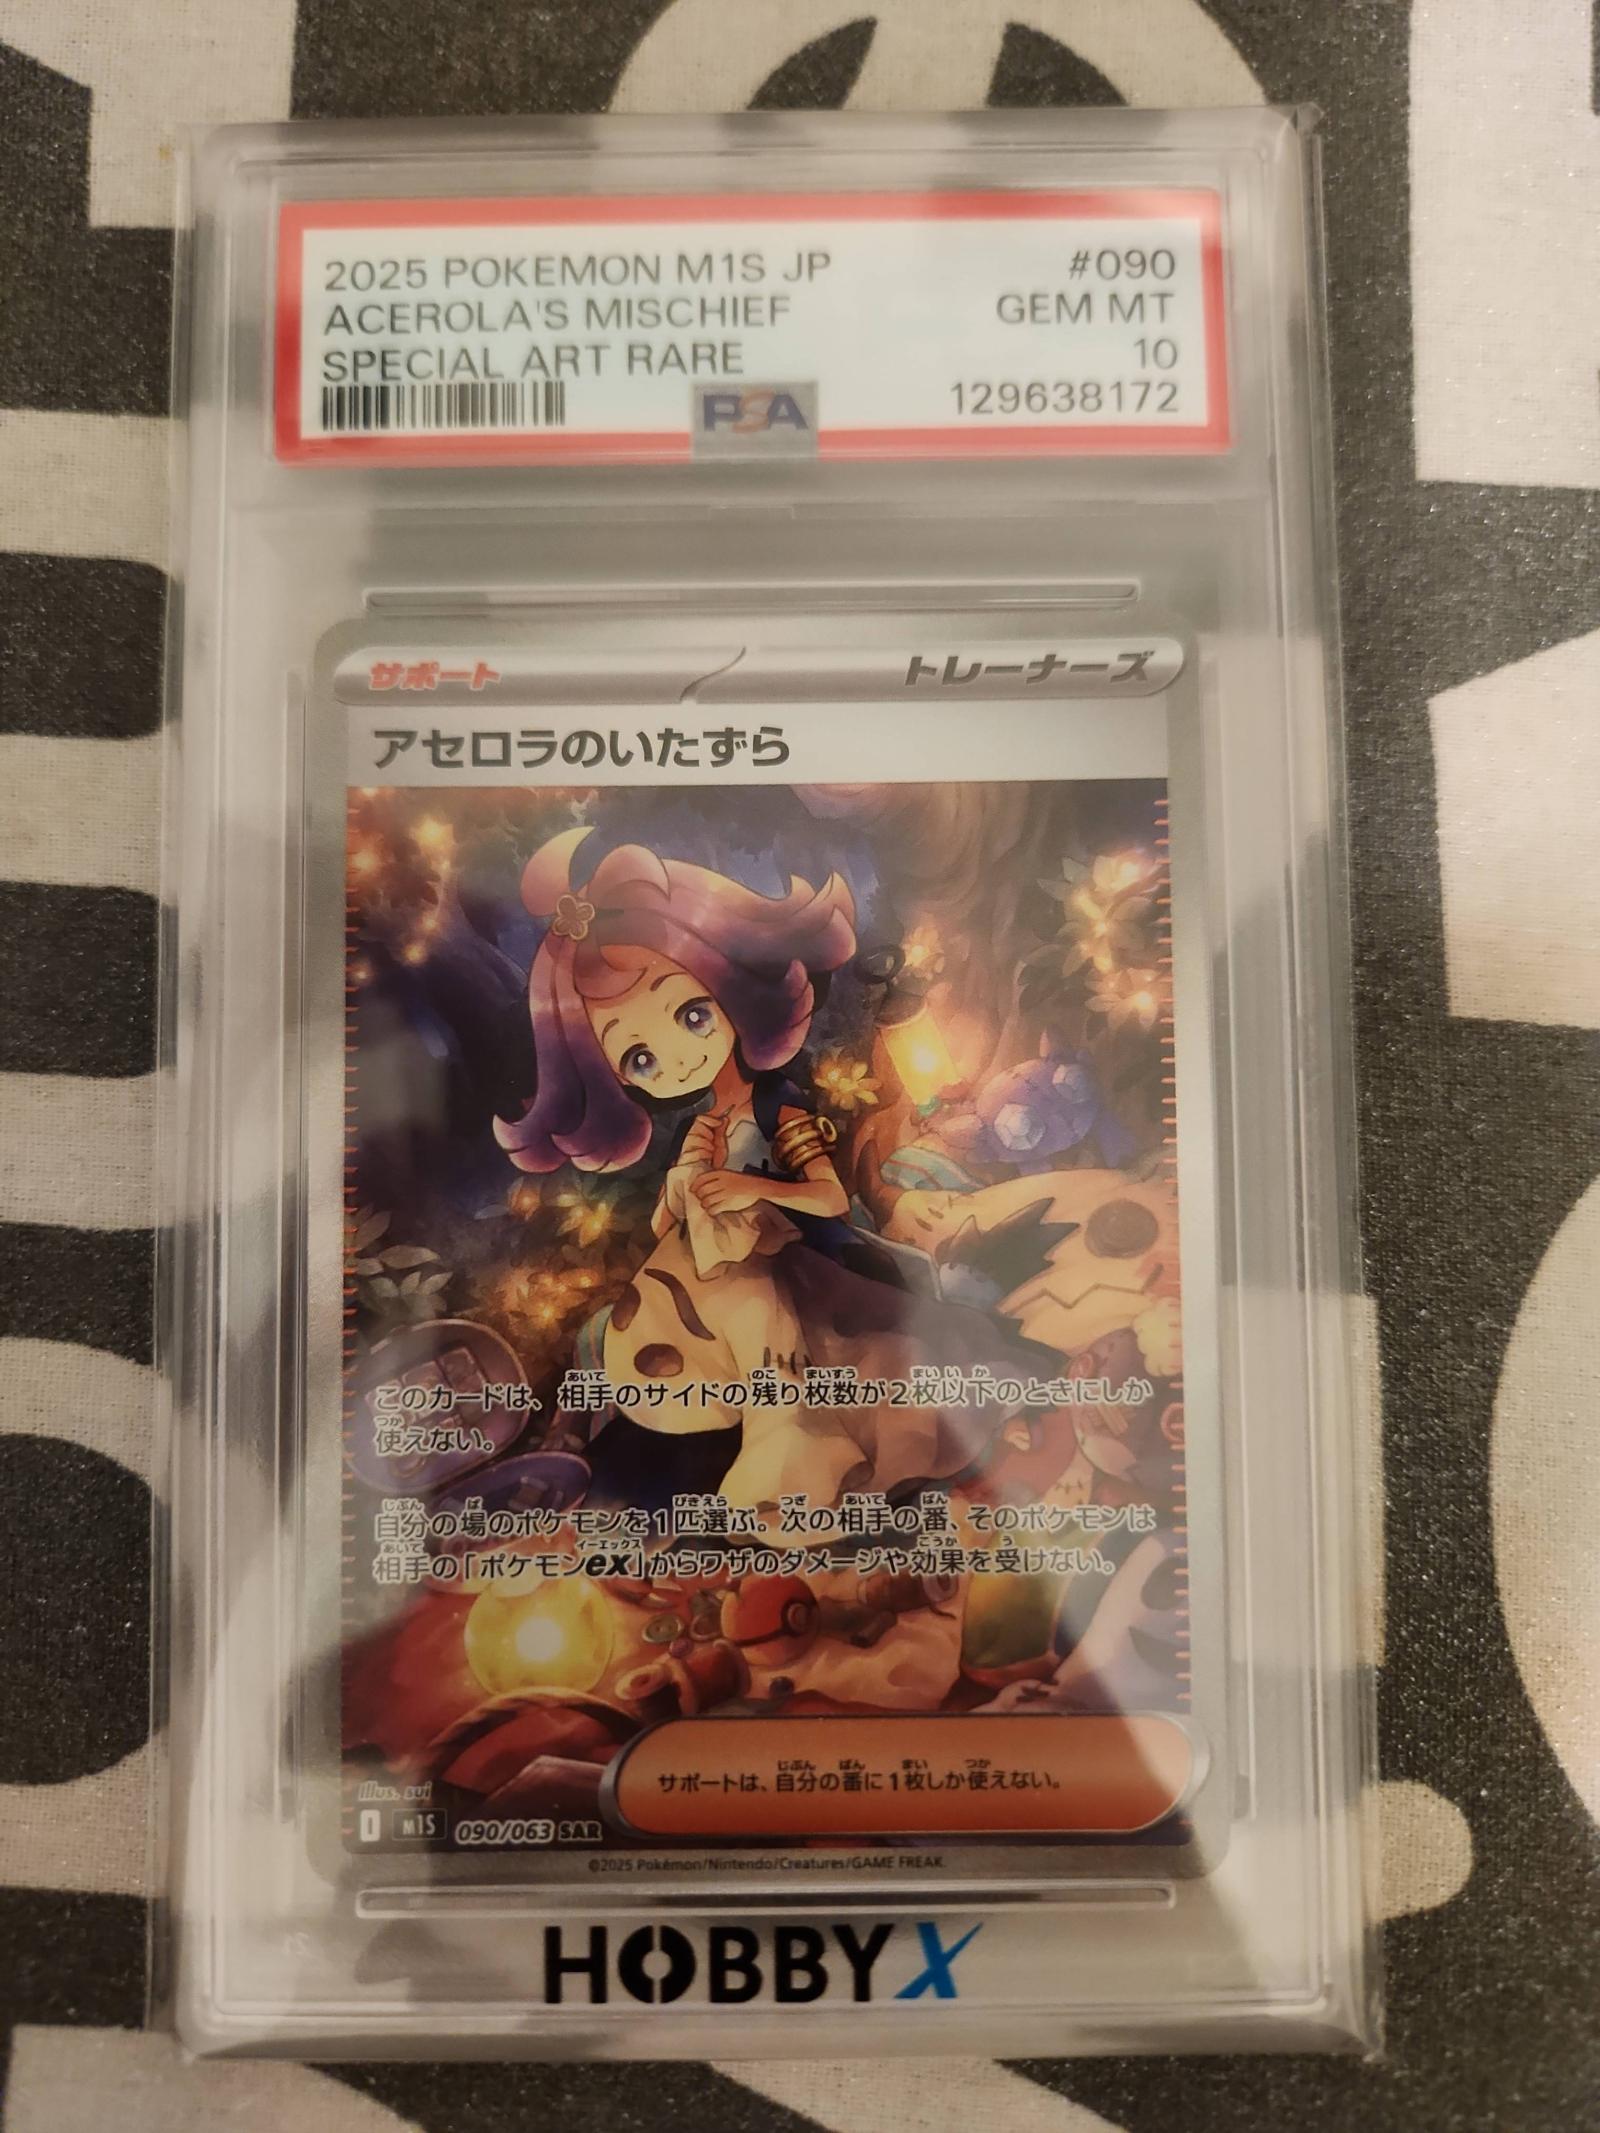 2025 POKEMON M1S JP #090
ACEROLA'S MISCHIEF GEM MT
SPECIAL ART RARE 10
PSA 129638172
サポート トレーナーズ
アセロラのいたずら
このカードは、相手のサイドの残り枚数が2枚以下のときにしか
使えない。
自分の場のポケモンを1匹選ぶ。次の相手の番、そのポケモンは
相手の「ポケモンex」からワザのダメージや効果を受けない。
サポートは、自分の番に1枚しか使えない。
illus. sui
I M1S 090/063 SAR
©2025 Pokémon/Nintendo/Creatures/GAME FREAK.
HOBBYX